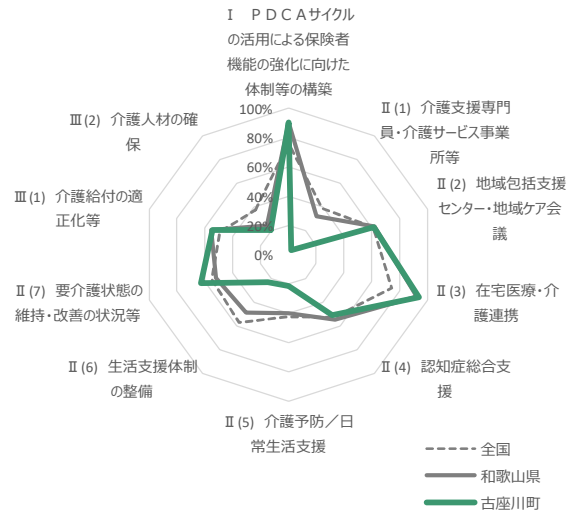 Ⅰ ＰＤＣＡサイクル
の活用による保険者
機能の強化に向けた
体制等の構築
100%
80%
60%
40%
20%
0%
Ⅱ(1) 介護支援専門
員・介護サービス事業
所等
Ⅱ(2) 地域包括支援
センター・地域ケア会
議
Ⅱ(3) 在宅医療・介
護連携
Ⅱ(4) 認知症総合支
援
Ⅱ(5) 介護予防／日
常生活支援
Ⅱ(6) 生活支援体制
の整備
Ⅱ(7) 要介護状態の
維持・改善の状況等
Ⅲ(1) 介護給付の適
正化等
Ⅲ(2) 介護人材の確
保
全国
和歌山県
古座川町